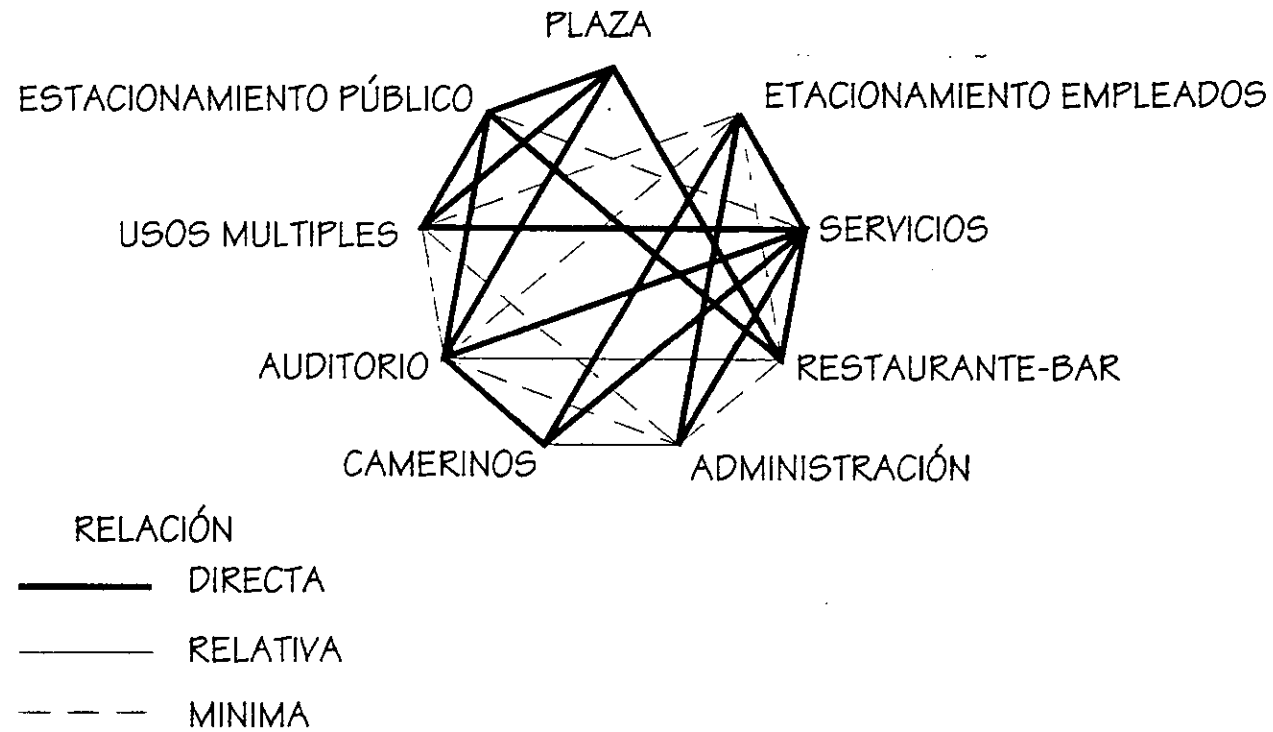 PLAZA
ESTACIONAMIENTO PÚBLICO
ETACIONAMIENTO EMPLEADOS
USOS MULTIPLES
SERVICIOS
AUDITORIO
RESTAURANTE-BAR
CAMERINOS
ADMINISTRACIÓN
RELACIÓN
DIRECTA
RELATIVA
MINIMA